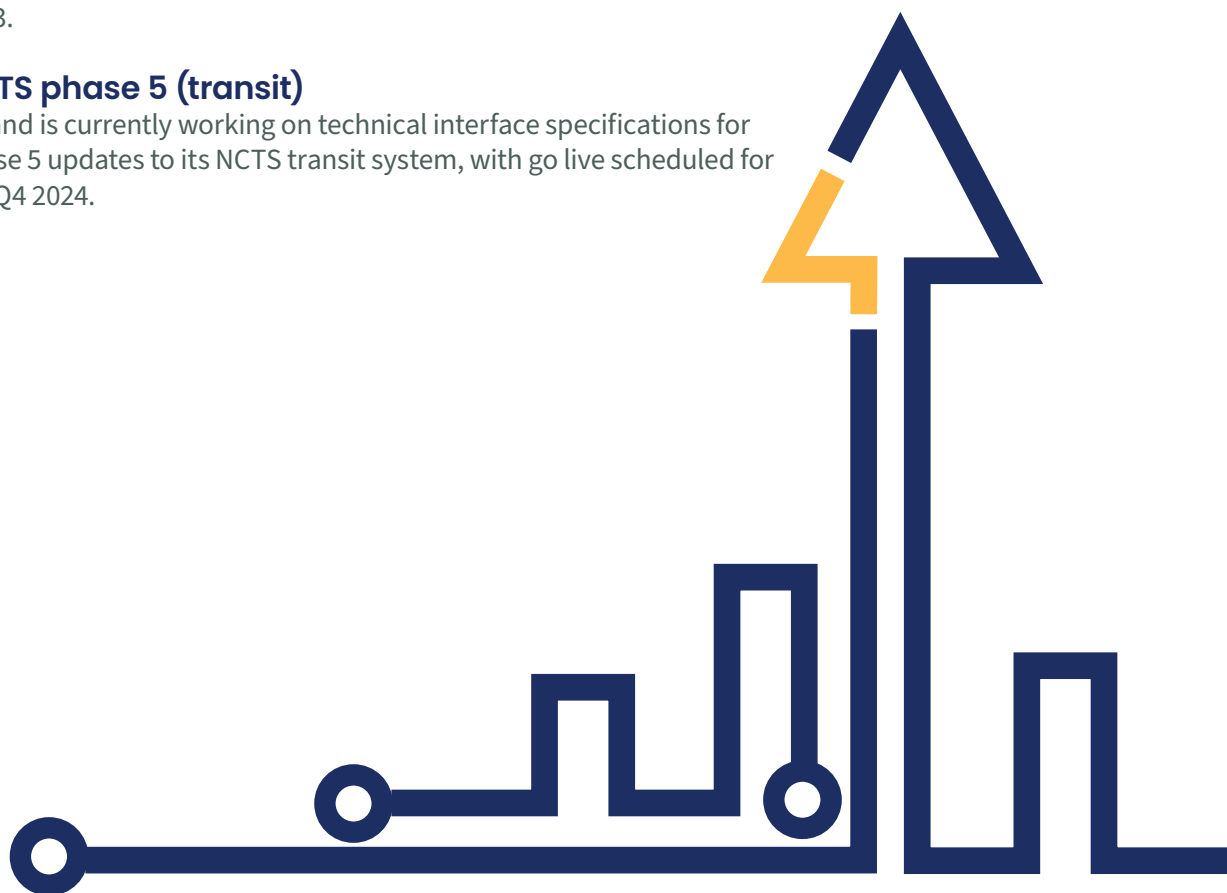 3.
TS phase 5 (transit)
and is currently working on technical interface specifications for
se 5 updates to its NCTS transit system, with go live scheduled for
Q4 2024.